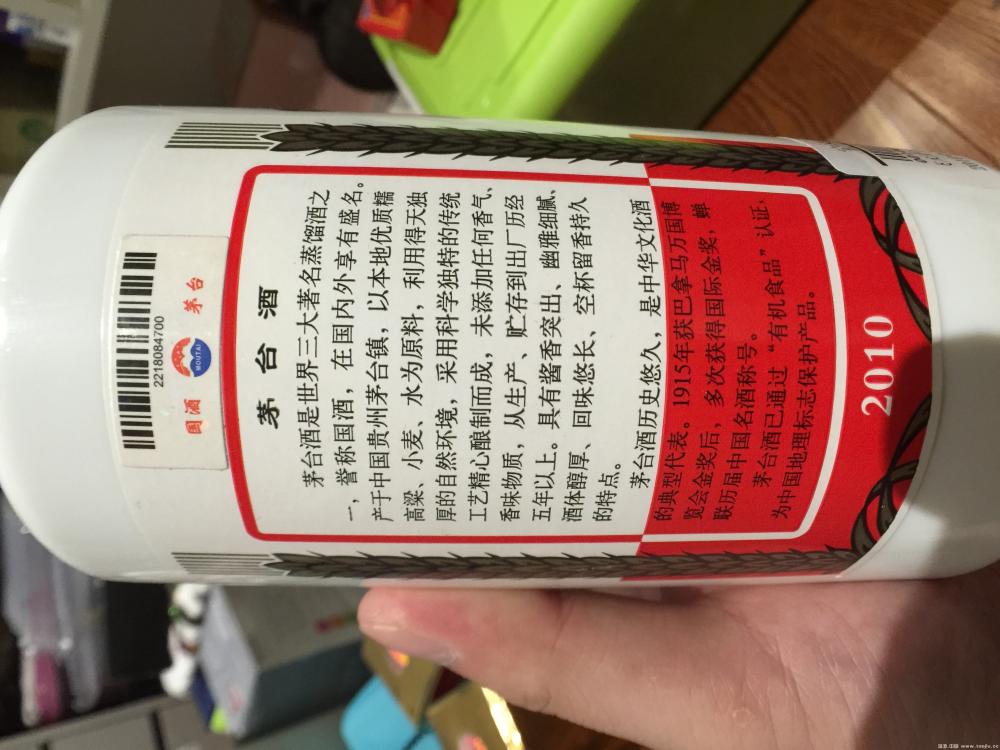 2218084700
国酒 MOUTAI 茅台
茅台酒
茅台酒是世界三大著名蒸馏酒之
一，誉称国酒，在国内外享有盛名。
产于中国贵州茅台镇，以本地优质糯
高粱、小麦、水为原料，利用得天独
厚的自然环境，采用科学独特的传统
工艺精心酿制而成，未添加任何香气、
香味物质，从生产、贮存到出厂历经
五年以上。具有酱香突出、幽雅细腻、
酒体醇厚、回味悠长、空杯留香持久
的特点。
茅台酒历史悠久，是中华文化酒
的典型代表。1915年获巴拿马万国博
览会金奖后，多次获得国际金奖，蝉
联历届中国名酒称号。
茅台酒已通过“有机食品”认证，
为中国地理标志保护产品。
2010